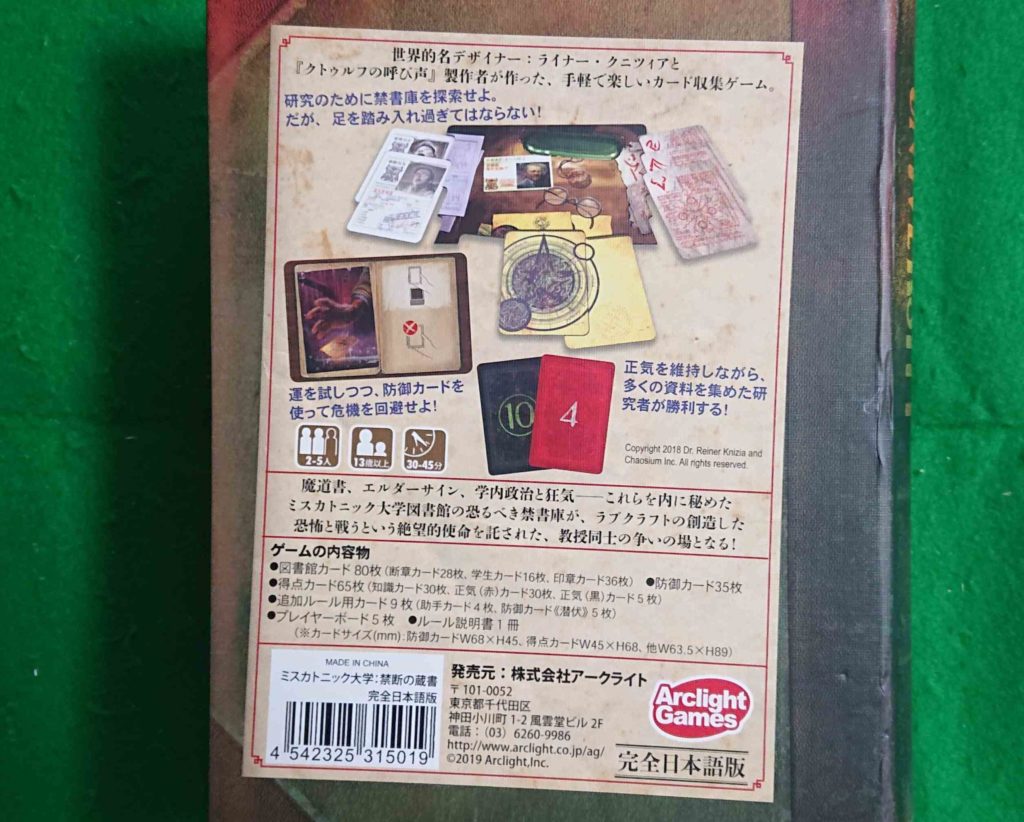 世界的名デザイナー：ライナー・クニツィアと
『クトゥルフの呼び声』製作者が作った、手軽で楽しいカード収集ゲーム。
研究のために禁書庫を探索せよ。
だが、足を踏み入れ過ぎてはならない!
運を試しつつ、防御カードを
使って危機を回避せよ!
10
4
正気を維持しながら、
多くの資料を集めた研
究者が勝利する!
2-5人
13歳以上
30-45分
Copyright 2018 Dr. Reiner Knizia and
Chaosium Inc. All rights reserved.
魔道書、エルダーサイン、学内政治と狂気――これらを内に秘めた
ミスカトニック大学図書館の恐るべき禁書庫が、ラブクラフトの創造した
恐怖と戦うという絶望的使命を託された、教授同士の争いの場となる!
ゲームの内容物
●図書館カード 80枚（断章カード28枚、学生カード16枚、印章カード36枚） ●防御カード35枚
●得点カード65枚（知識カード30枚、正気（赤）カード30枚、正気（黒）カード5枚）
●追加ルール用カード9枚（助手カード4枚、防御カード《潜伏》5枚）
●プレイヤーボード5枚 ●ルール説明書1冊
（※カードサイズ(mm)：防御カードW68×H45、得点カードW45×H68、他W63.5×H89）
MADE IN CHINA
ミスカトニック大学：禁断の蔵書
完全日本語版
4 542325 315019
発売元：株式会社アークライト
〒101-0052
東京都千代田区
神田小川町 1-2 風雲堂ビル 2F
電話：（03）6260-9986
http://www.arclight.co.jp/ag/
©2019 Arclight,Inc.
Arclight
Games
完全日本語版